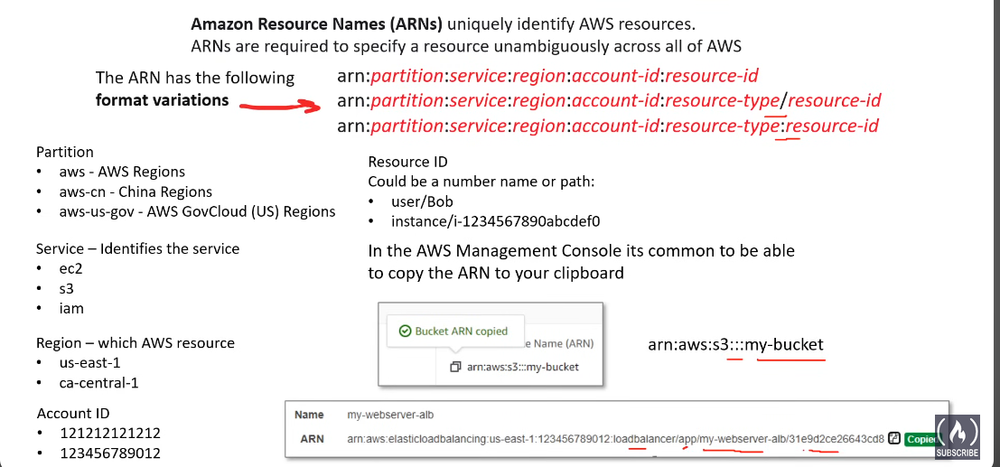 Amazon Resource Names (ARNs) uniquely identify AWS resources.
ARNs are required to specify a resource unambiguously across all of AWS
The ARN has the following
format variations
arn:partition:service:region:account-id:resource-id
arn:partition:service:region:account-id:resource-type/resource-id
arn:partition:service:region:account-id:resource-type:resource-id
Partition
• aws - AWS Regions
• aws-cn - China Regions
• aws-us-gov - AWS GovCloud (US) Regions
Service – Identifies the service
• ec2
• s3
• iam
Region – which AWS resource
• us-east-1
• ca-central-1
Account ID
• 121212121212
• 123456789012
Resource ID
Could be a number name or path:
• user/Bob
• instance/i-1234567890abcdef0
In the AWS Management Console its common to be able
to copy the ARN to your clipboard
Bucket ARN copied
e Name (ARN)
arn:aws:s3:::my-bucket
arn:aws:s3:::my-bucket
Name my-webserver-alb
ARN arn:aws:elasticloadbalancing:us-east-1:123456789012:loadbalancer/app/my-webserver-alb/31e9d2ce26643cd8 Copied
SUBSCRIBE